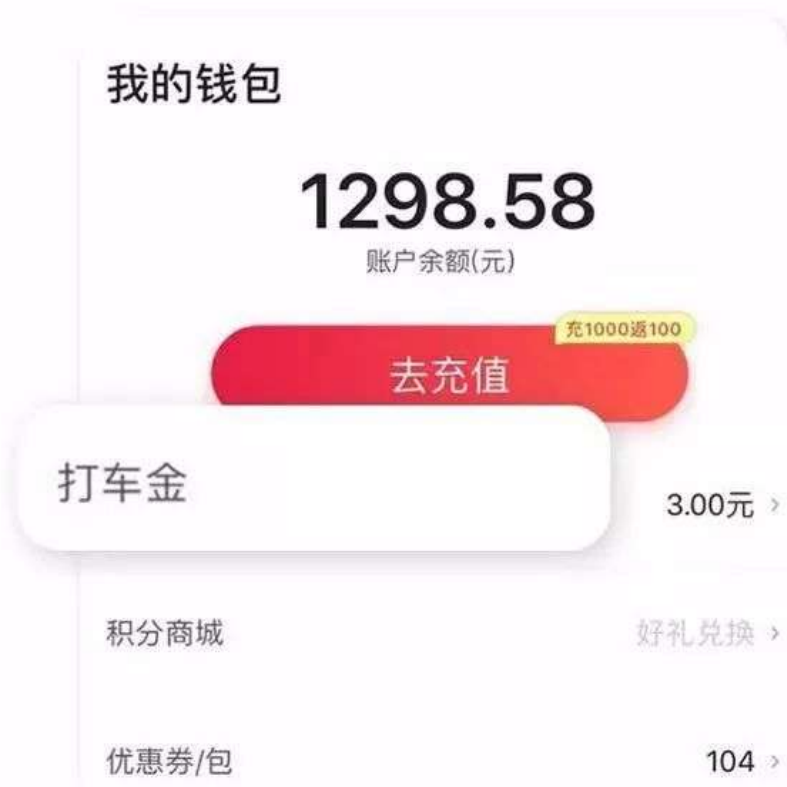 我的钱包
1298.58
账户余额(元)
充1000返100
去充值
打车金
3.00元
积分商城
好礼兑换
优惠券/包
104